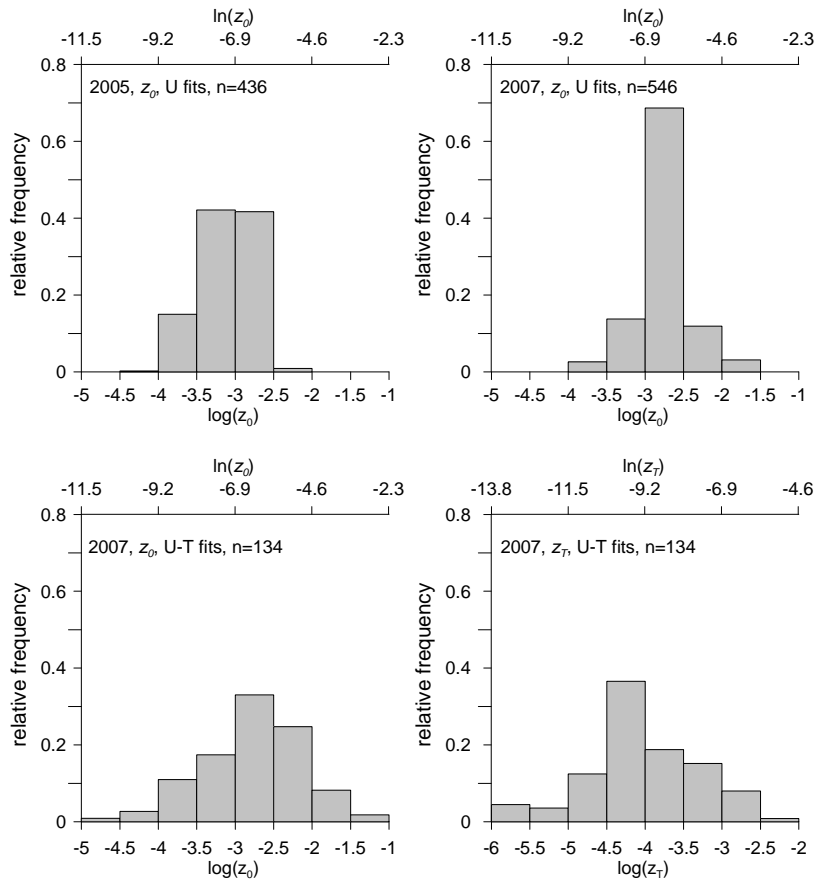 ln(z0)
-11.5 -9.2 -6.9 -4.6 -2.3
0.8
0.6
0.4
0.2
0
relative frequency
2005, z0, U fits, n=436
-5 -4.5 -4 -3.5 -3 -2.5 -2 -1.5 -1
log(z0)
ln(z0)
-11.5 -9.2 -6.9 -4.6 -2.3
0.8
0.6
0.4
0.2
0
relative frequency
2007, z0, U fits, n=546
-5 -4.5 -4 -3.5 -3 -2.5 -2 -1.5 -1
log(z0)
ln(z0)
-11.5 -9.2 -6.9 -4.6 -2.3
0.8
0.6
0.4
0.2
0
relative frequency
2007, z0, U-T fits, n=134
-5 -4.5 -4 -3.5 -3 -2.5 -2 -1.5 -1
log(z0)
ln(zT)
-13.8 -11.5 -9.2 -6.9 -4.6
0.8
0.6
0.4
0.2
0
relative frequency
2007, zT, U-T fits, n=134
-6 -5.5 -5 -4.5 -4 -3.5 -3 -2.5 -2
log(zT)